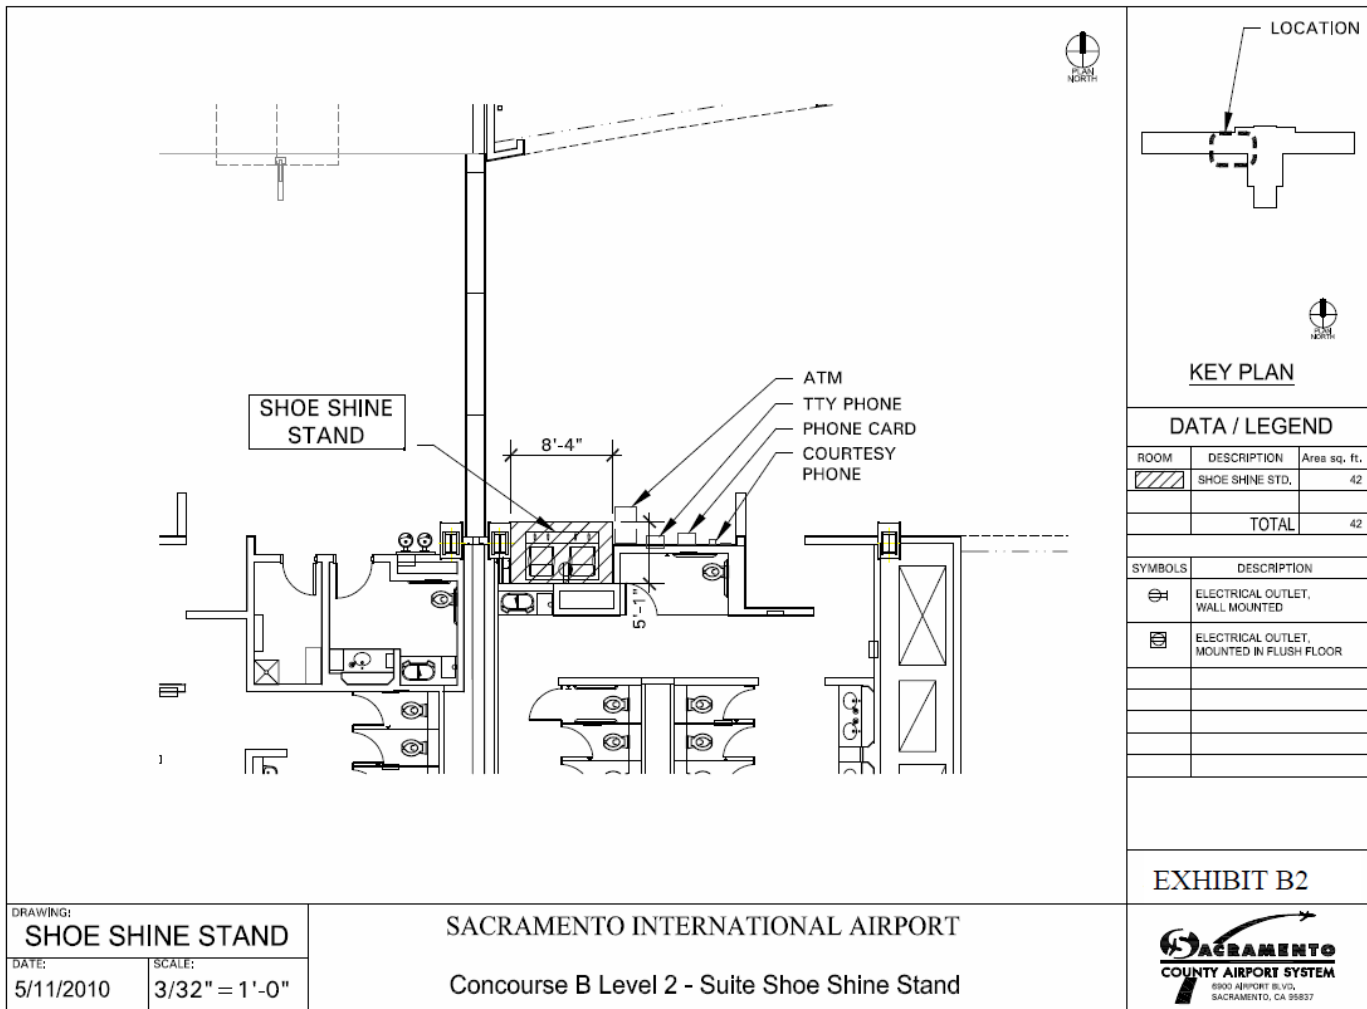 PLAN
NORTH
LOCATION
PLAN
NORTH
KEY PLAN
ATM
TTY PHONE
PHONE CARD
COURTESY
PHONE
SHOE SHINE
STAND
8'-4"
5'-1"
DATA / LEGEND
ROOM DESCRIPTION Area sq. ft.
SHOE SHINE STD. 42
TOTAL 42
SYMBOLS DESCRIPTION
ELECTRICAL OUTLET,
WALL MOUNTED
ELECTRICAL OUTLET,
MOUNTED IN FLUSH FLOOR
EXHIBIT B2
DRAWING:
SHOE SHINE STAND
DATE:
5/11/2010
SCALE:
3/32" = 1'-0"
SACRAMENTO INTERNATIONAL AIRPORT
Concourse B Level 2 - Suite Shoe Shine Stand
SACRAMENTO
COUNTY AIRPORT SYSTEM
6900 AIRPORT BLVD.
SACRAMENTO, CA 95837